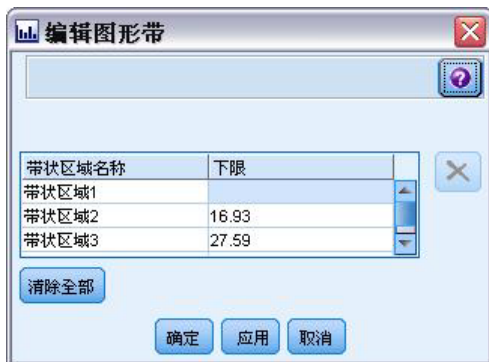 编辑图形带
带状区域名称 下限
带状区域1
带状区域2 16.93
带状区域3 27.59
清除全部
确定 应用 取消